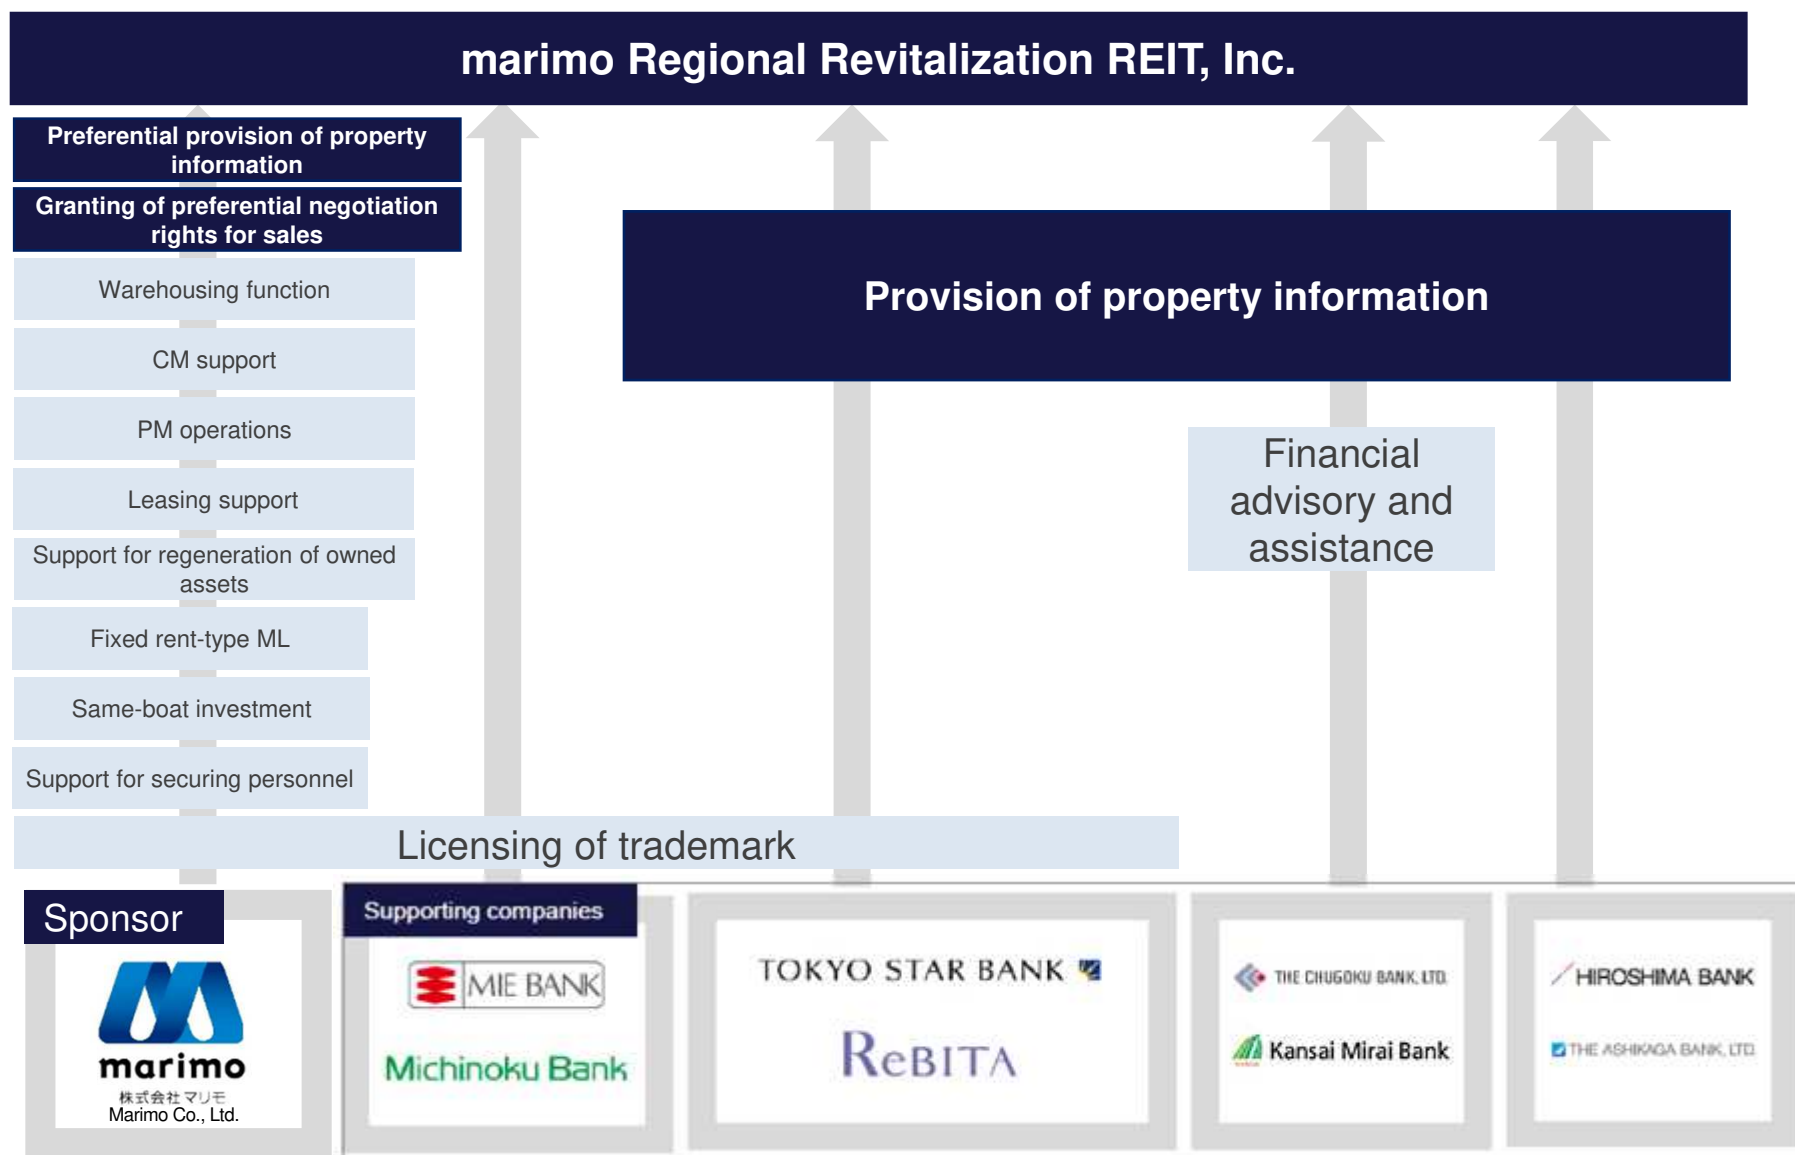 marimo Regional Revitalization REIT, Inc.
Preferential provision of property
information
Granting of preferential negotiation
rights for sales
Warehousing function
CM support
PM operations
Leasing support
Support for regeneration of owned
assets
Fixed rent-type ML
Same-boat investment
Support for securing personnel
Provision of property information
Financial
advisory and
assistance
Licensing of trademark
Sponsor
marimo
株式会社マリモ
Marimo Co., Ltd.
Supporting companies
MIE BANK
Michinoku Bank
TOKYO STAR BANK
ReBITA
THE CHUGOKU BANK, LTD.
Kansai Mirai Bank
HIROSHIMA BANK
THE ASHIKAGA BANK, LTD.